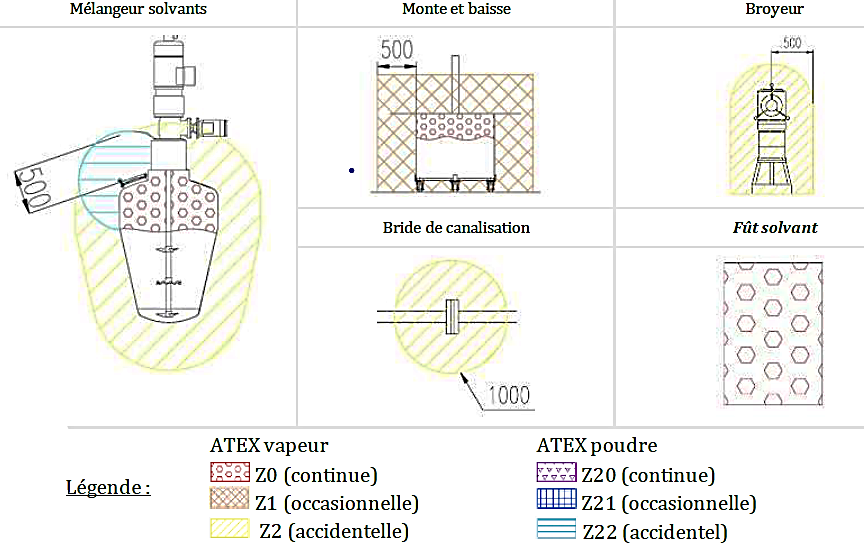 Mélangeur solvants
Monte et baisse
Broyeur
500
500
500
Bride de canalisation
Fût solvant
1000
ATEX vapeur
ATEX poudre
Légende :
Z0 (continue)
Z20 (continue)
Z1 (occasionnelle)
Z21 (occasionnelle)
Z2 (accidentelle)
Z22 (accidentel)